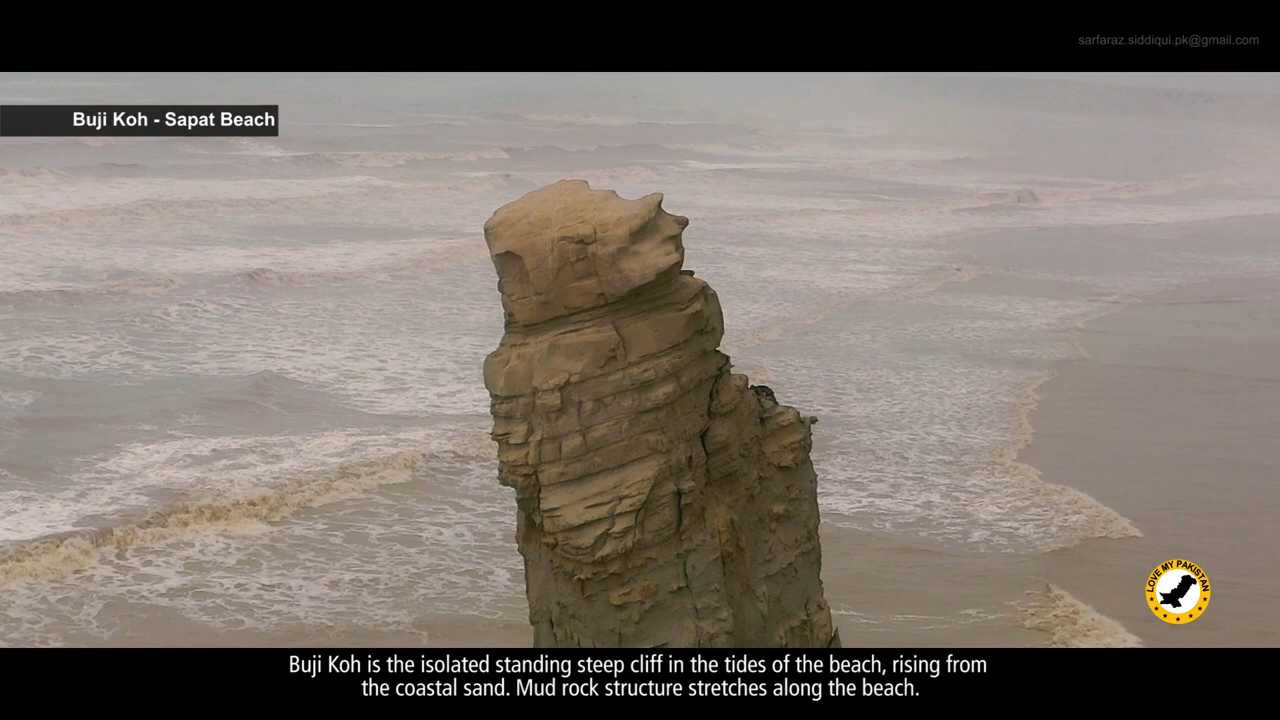 sarfaraz.siddiqui.pk@gmail.com
Buji Koh - Sapat Beach
LOVE MY PAKISTAN
Buji Koh is the isolated standing steep cliff in the tides of the beach, rising from
the coastal sand. Mud rock structure stretches along the beach.